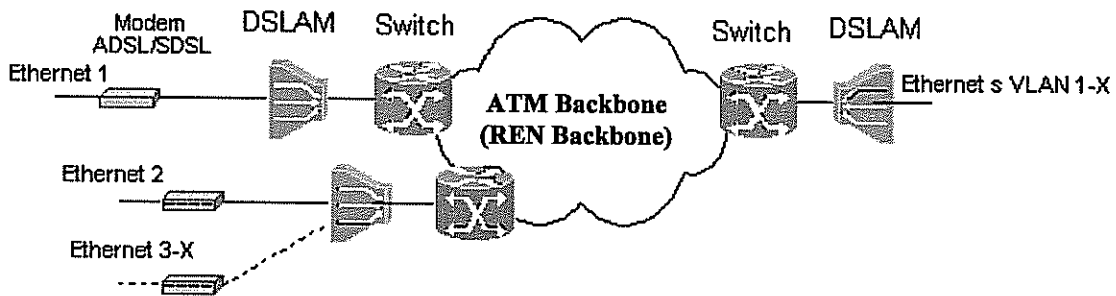 Modem
ADSL/SDSL
DSLAM
Switch
Switch
DSLAM
Ethernet 1
ATM Backbone
(REN Backbone)
Ethernet s VLAN 1-X
Ethernet 2
Ethernet 3-X